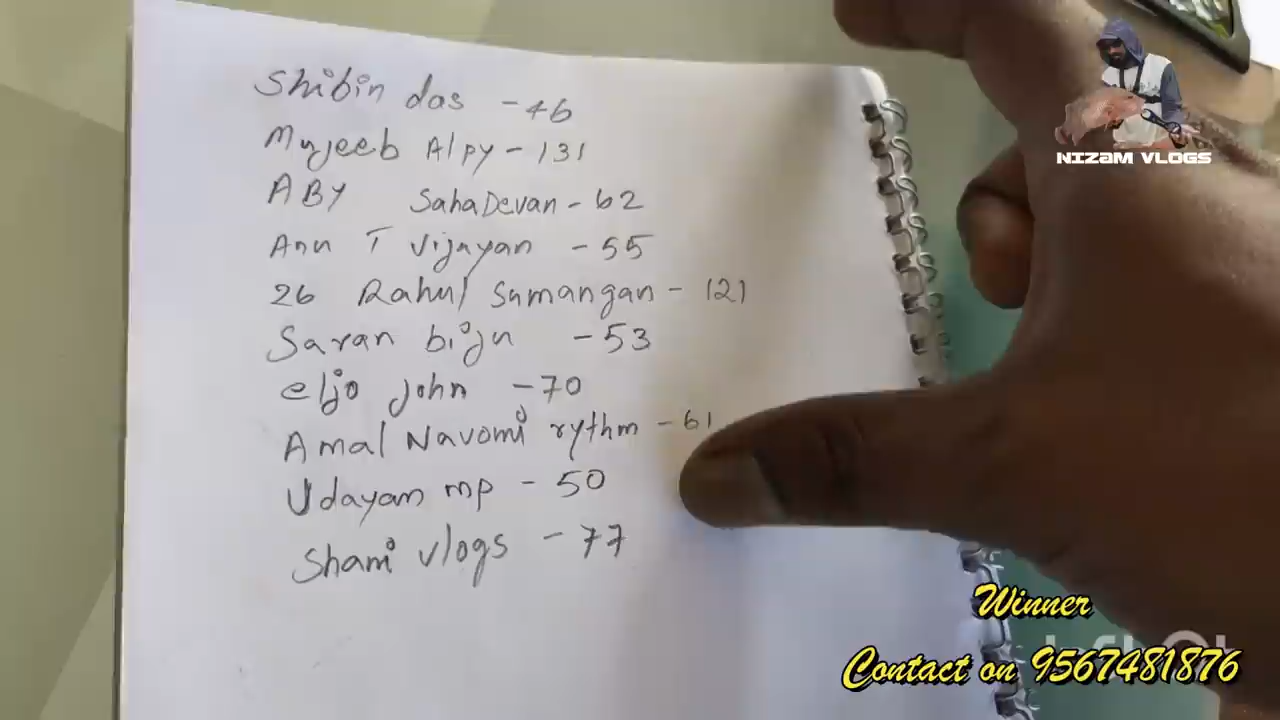 Shibin das - 46
Mujeeb Alpy - 131
ABY SahaDevan - 62
Anu T Vijayan - 55
26 Rahul Sumangan - 121
Saran biju - 53
eljo john - 70
Amal Navomi rythm - 61
Udayam mp - 50
Shami vlogs - 77
NIZAM VLOGS
Winner
Contact on 9567481876